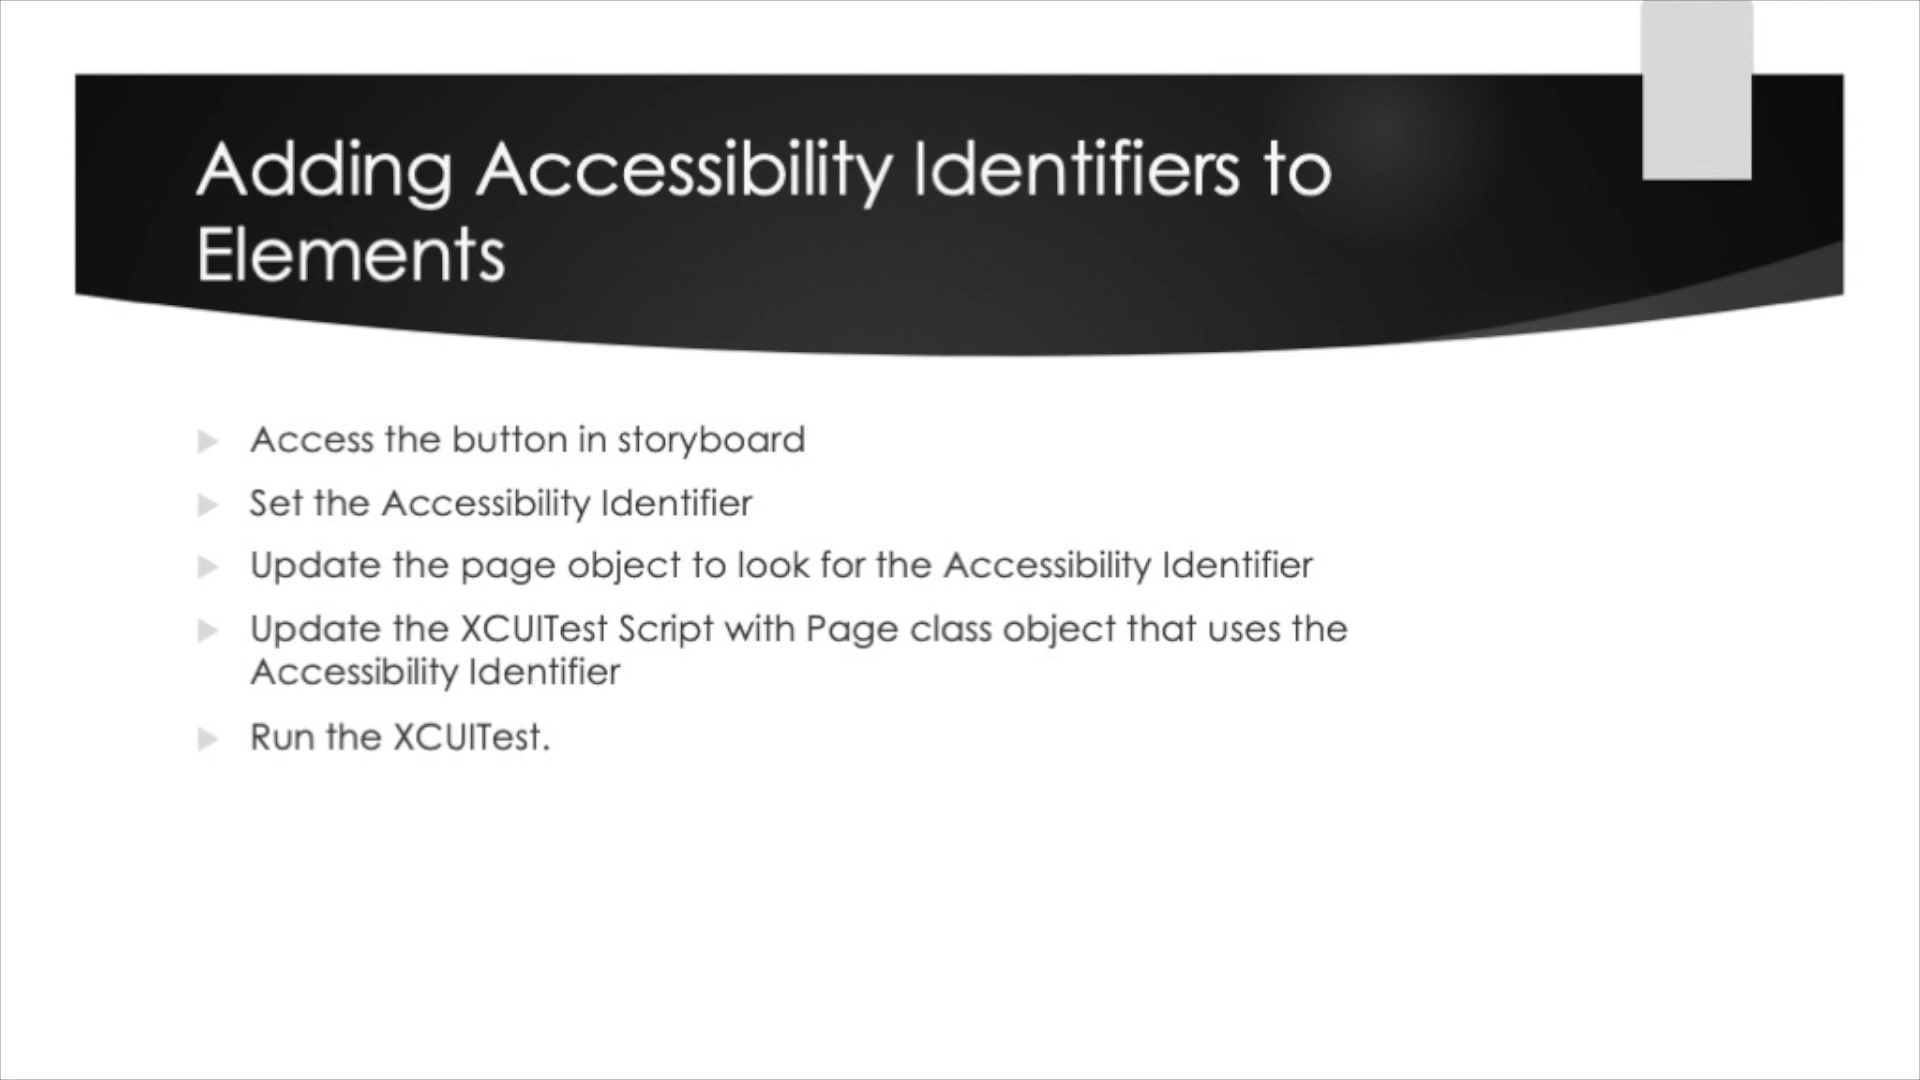 Adding Accessibility Identifiers to
Elements
Access the button in storyboard
Set the Accessibility Identifier
Update the page object to look for the Accessibility Identifier
Update the XCUITest Script with Page class object that uses the
Accessibility Identifier
Run the XCUITest.